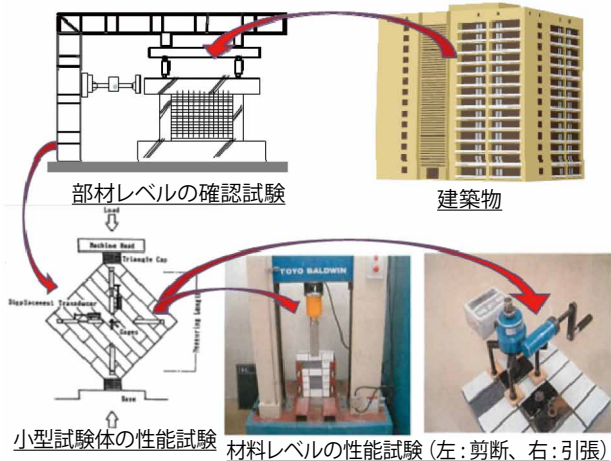 部材レベルの確認試験
建築物
Load
Machine Head
Triangle Cap
Displacement Transducer
Gages
Measuring Length
Base
TOYO BALDWIN
小型試験体の性能試験
材料レベルの性能試験（左：剪断、右：引張）